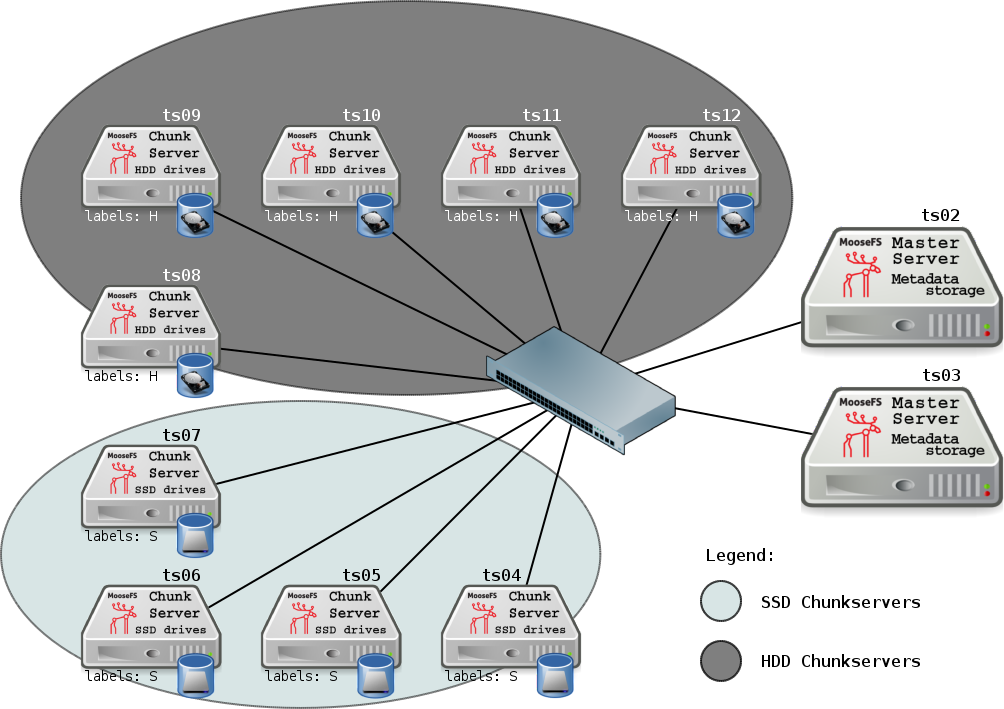 ts09
MooseFS Chunk
Server
HDD drives
labels: H
ts10
MooseFS Chunk
Server
HDD drives
labels: H
ts11
MooseFS Chunk
Server
HDD drives
labels: H
ts12
MooseFS Chunk
Server
HDD drives
labels: H
ts02
MooseFS Master
Server
Metadata
storage
ts08
MooseFS Chunk
Server
HDD drives
labels: H
ts03
MooseFS Master
Server
Metadata
storage
ts07
MooseFS Chunk
Server
SSD drives
labels: S
ts06
MooseFS Chunk
Server
SSD drives
labels: S
ts05
MooseFS Chunk
Server
SSD drives
labels: S
ts04
MooseFS Chunk
Server
SSD drives
labels: S
Legend:
SSD Chunkservers
HDD Chunkservers